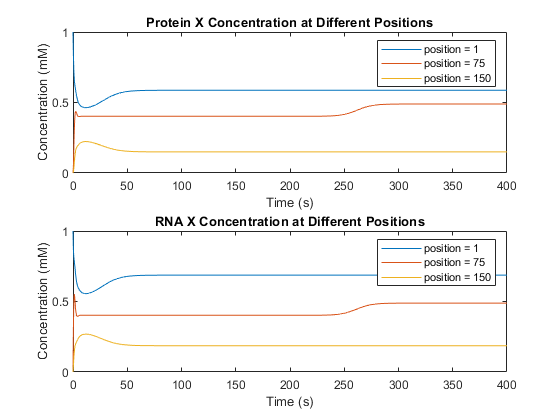 Protein X Concentration at Different Positions
Concentration (mM)
1
0.5
0
position = 1
position = 75
position = 150
0 50 100 150 200 250 300 350 400
Time (s)
RNA X Concentration at Different Positions
Concentration (mM)
1
0.5
0
position = 1
position = 75
position = 150
0 50 100 150 200 250 300 350 400
Time (s)